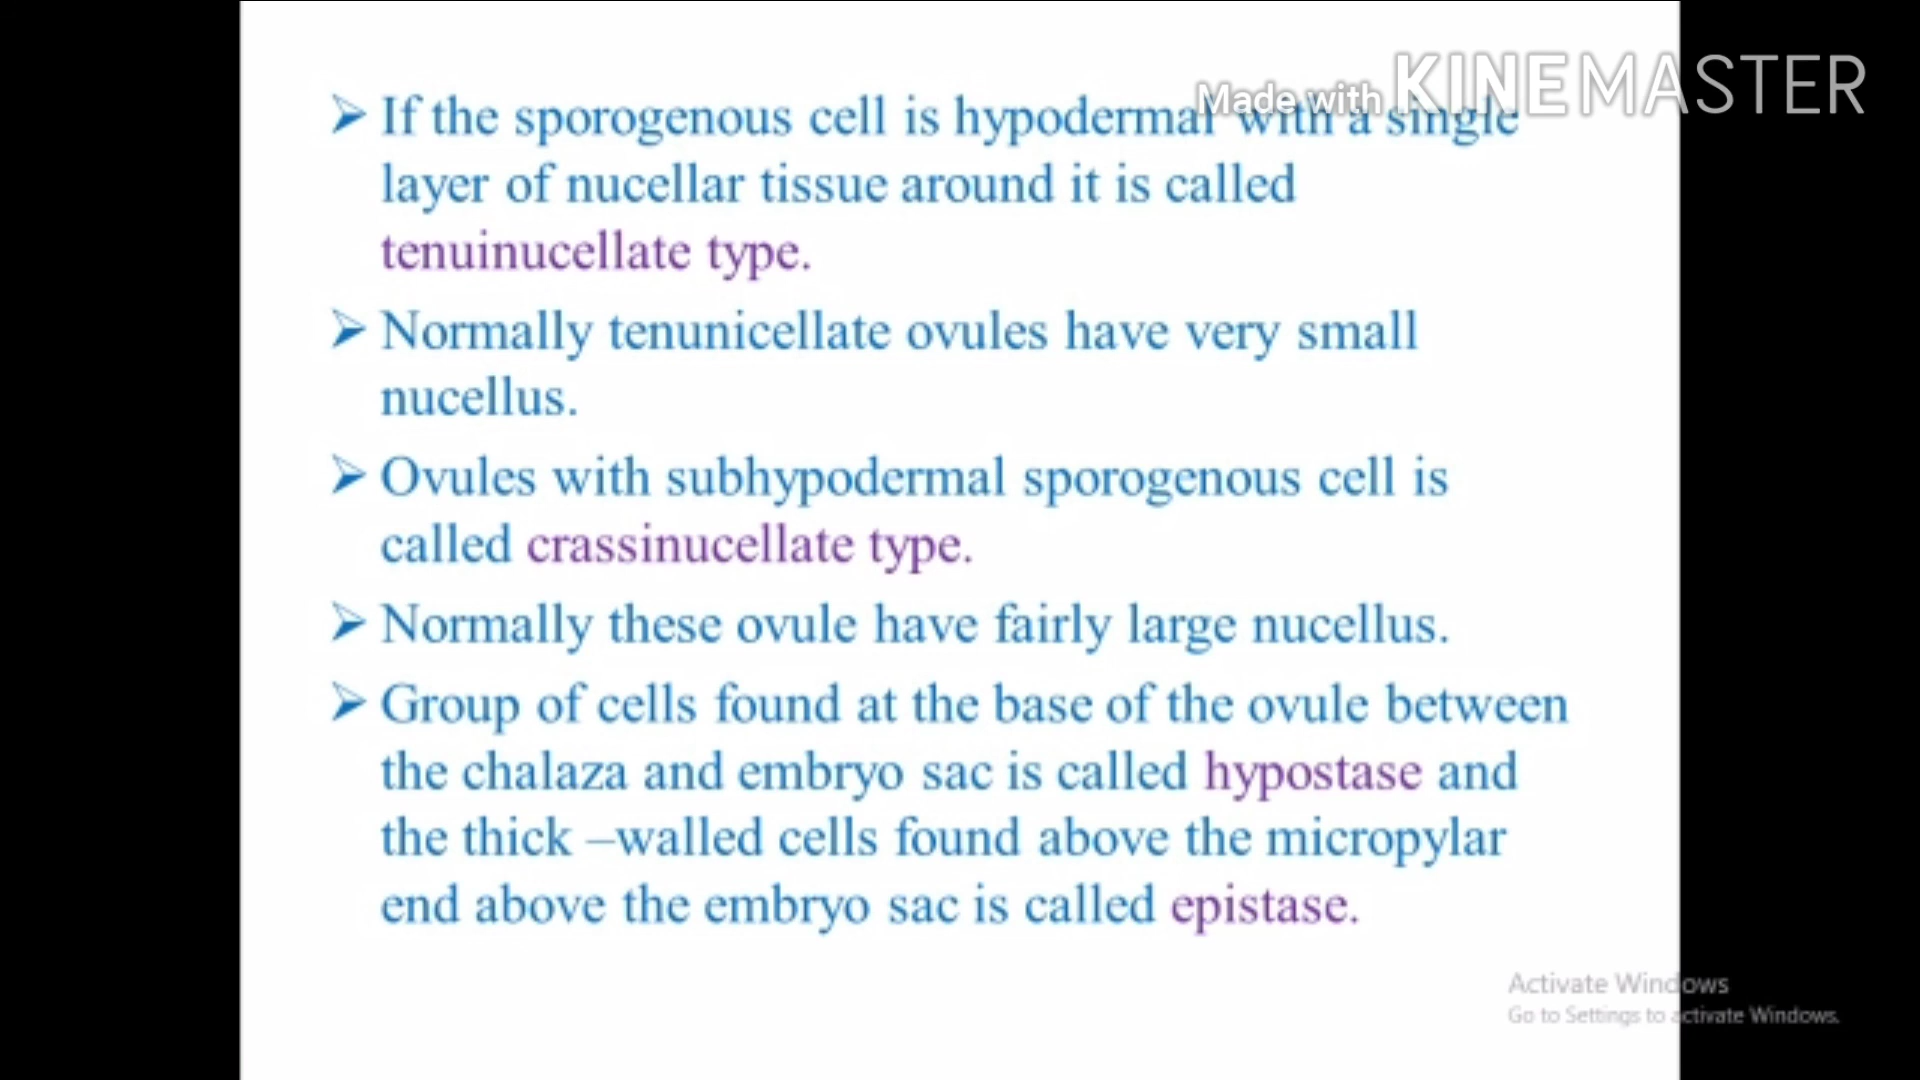 Made with KINEMASTER
➢ If the sporogenous cell is hypodermal with a single
layer of nucellar tissue around it is called
tenuinucellate type.
➢ Normally tenunicellate ovules have very small
nucellus.
➢ Ovules with subhypodermal sporogenous cell is
called crassinucellate type.
➢ Normally these ovule have fairly large nucellus.
➢ Group of cells found at the base of the ovule between
the chalaza and embryo sac is called hypostase and
the thick –walled cells found above the micropylar
end above the embryo sac is called epistase.
Activate Windows
Go to Settings to activate Windows.